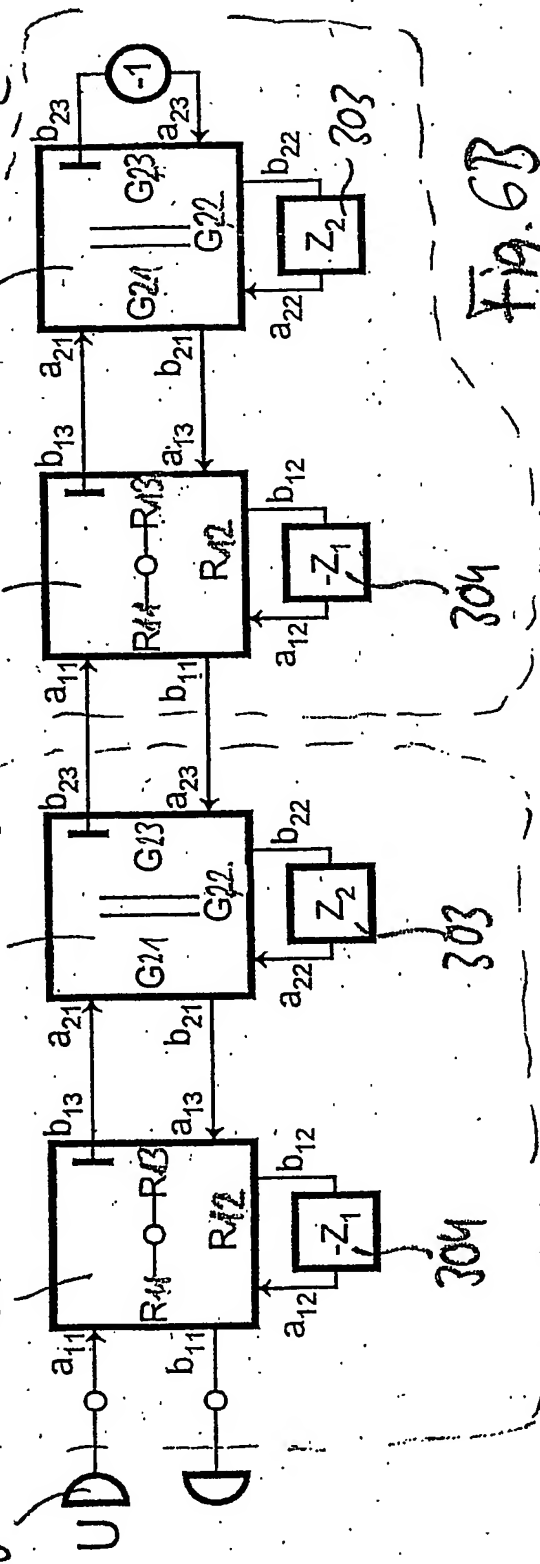 U
a₁₁ b₁₃ a₂₁ b₂₃ a₁₁ b₁₃ a₂₁ b₂₃
-1
R11 R13 G21 G13 R11 R13 G21 G23
R12 G22 R12 G22
b₁₁ a₁₃ b₂₁ a₂₃ b₁₁ a₁₃ b₂₁ a₂₃
a₁₂ b₁₂ a₂₂ b₂₂ a₁₂ b₁₂ a₂₂ b₂₂
-Z₁ Z₂ -Z₁ Z₂
304 303 304 303
Fig. 6B